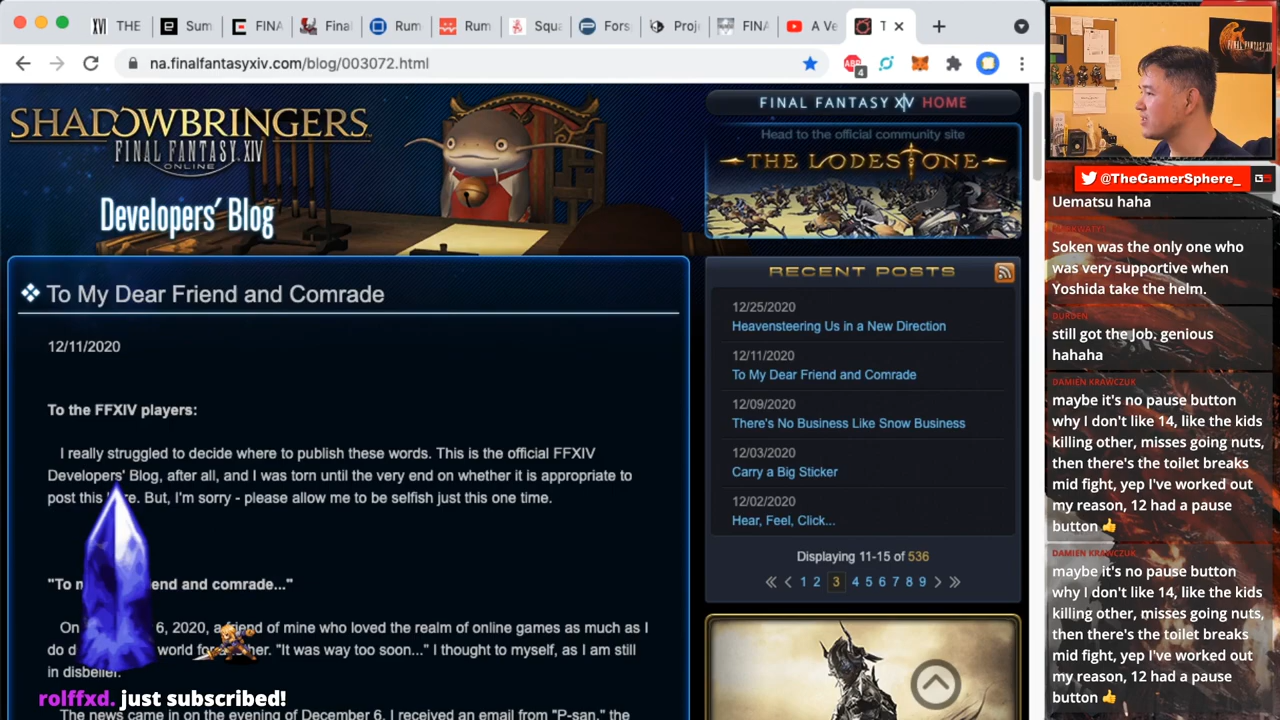 THE
Sum
FINA
Final
Rum
Rum
Squa
Fors
Proje
FINA
A Ve
T
na.finalfantasyxiv.com/blog/003072.html
ABP
4
SHADOWBRINGERS
FINAL FANTASY XIV
ONLINE
Developers' Blog
FINAL FANTASY XIV HOME
Head to the official community site
THE LODESTONE
To My Dear Friend and Comrade
12/11/2020
To the FFXIV players:
I really struggled to decide where to publish these words. This is the official FFXIV
Developers' Blog, after all, and I was torn until the very end on whether it is appropriate to
post this But, I'm sorry - please allow me to be selfish just this one time.
"To m end and comrade..."
On 6, 2020, a friend of mine who loved the realm of online games as much as I
do d world for her. "It was way too soon..." I thought to myself, as I am still
in disbelief.
The news came in on the evening of December 6. I received an email from "P-san," the
rolffxd. just subscribed!
RECENT POSTS
12/25/2020
Heavensteering Us in a New Direction
12/11/2020
To My Dear Friend and Comrade
12/09/2020
There's No Business Like Snow Business
12/03/2020
Carry a Big Sticker
12/02/2020
Hear, Feel, Click...
Displaying 11-15 of 536
1 2 3 4 5 6 7 8 9
FINAL FANTASY XIV
@TheGamerSphere_
GS
Uematsu haha
Soken was the only one who
was very supportive when
Yoshida take the helm.
DURDEN
still got the Job. genious
hahaha
DAMIEN KRAWCZUK
maybe it's no pause button
why I don't like 14, like the kids
killing other, misses going nuts,
then there's the toilet breaks
mid fight, yep I've worked out
my reason, 12 had a pause
button 👍
DAMIEN KRAWCZUK
maybe it's no pause button
why I don't like 14, like the kids
killing other, misses going nuts,
then there's the toilet breaks
mid fight, yep I've worked out
my reason, 12 had a pause
button 👍